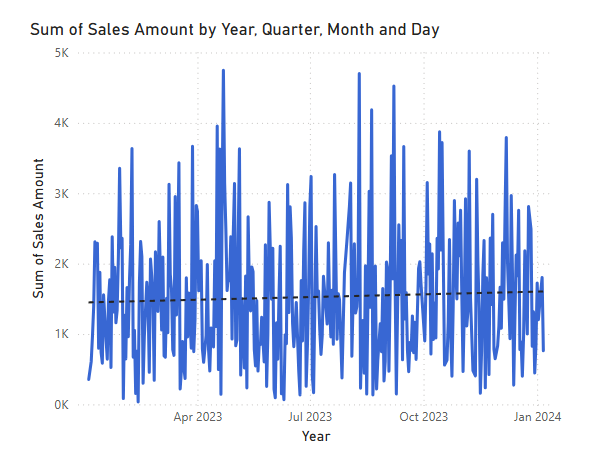 Sum of Sales Amount by Year, Quarter, Month and Day
5K
4K
3K
2K
1K
0K
Sum of Sales Amount
Apr 2023
Jul 2023
Oct 2023
Jan 2024
Year